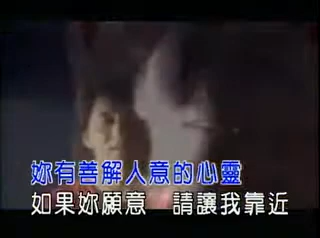 妳有善解人意的心靈
如果妳願意　請讓我靠近